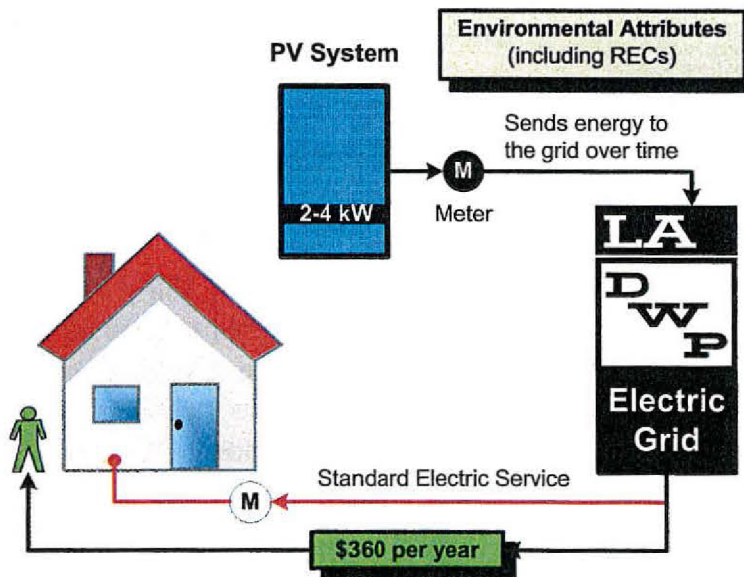 Environmental Attributes
(including RECs)
PV System
Sends energy to
the grid over time
M
2-4 kW
Meter
LA
DWP
Electric
Grid
Standard Electric Service
M
$360 per year